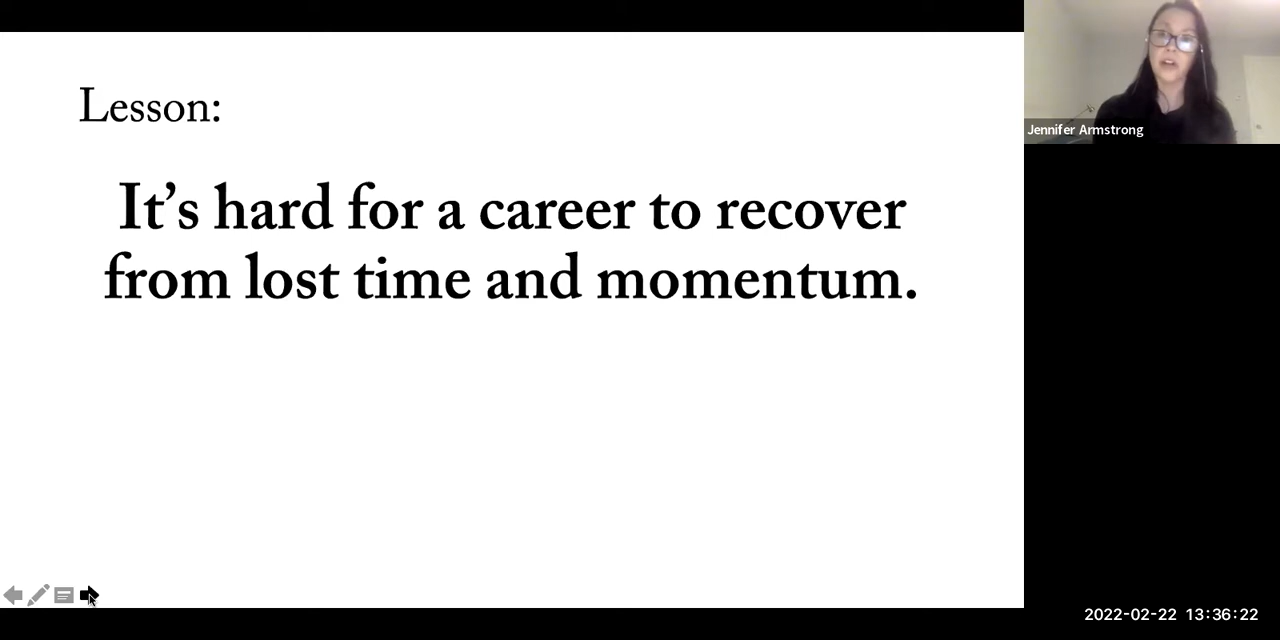 Lesson:
It’s hard for a career to recover
from lost time and momentum.
Jennifer Armstrong
2022-02-22 13:36:22